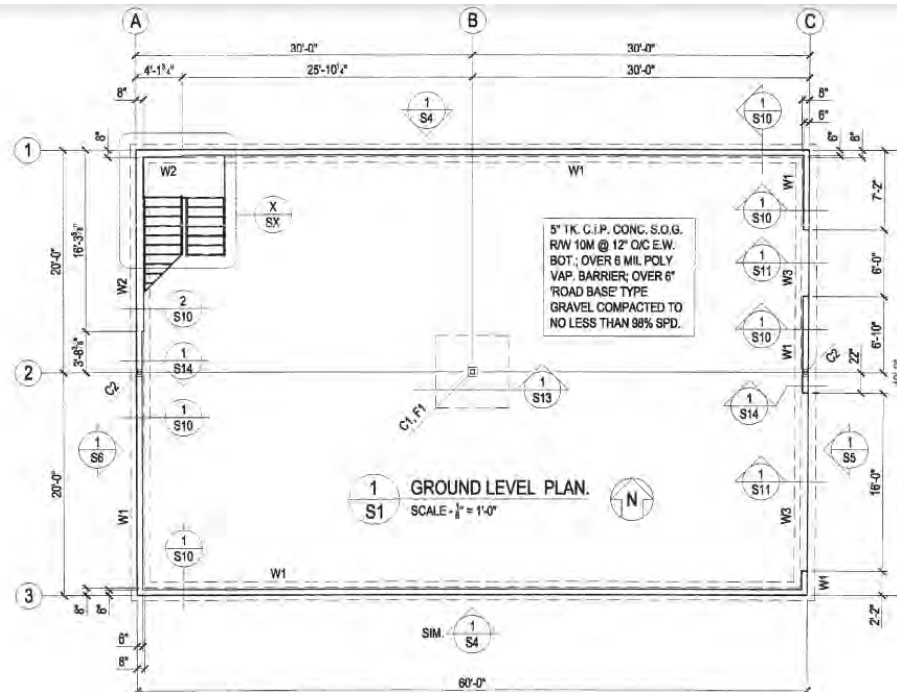 A
B
C
30'-0"
30'-0"
4'-1¾"
25'-10¼"
30'-0"
8"
1
S4
1
S10
8"
6"
8"
6"
8"
1
W2
W1
W1
7'-2"
X
SX
1
S10
5" TK. C.I.P. CONC. S.O.G.
R/W 10M @ 12" O/C E.W.
BOT.; OVER 6 MIL POLY
VAP. BARRIER; OVER 6"
'ROAD BASE' TYPE
GRAVEL COMPACTED TO
NO LESS THAN 98% SPD.
20'-0"
W2
1
S11
W3
6'-0"
2
S10
1
S10
W1
6'-10"
1
S14
C2
22"
2
C2
1
S13
C1, F1
1
S14
1
S10
1
S6
1
S5
1
S1
GROUND LEVEL PLAN.
SCALE - ⅛" = 1'-0"
N
1
S11
20'-0"
W1
W3
16'-0"
1
S10
W1
W1
3
8"
2'-2"
SIM.
1
S4
6"
8"
60'-0"